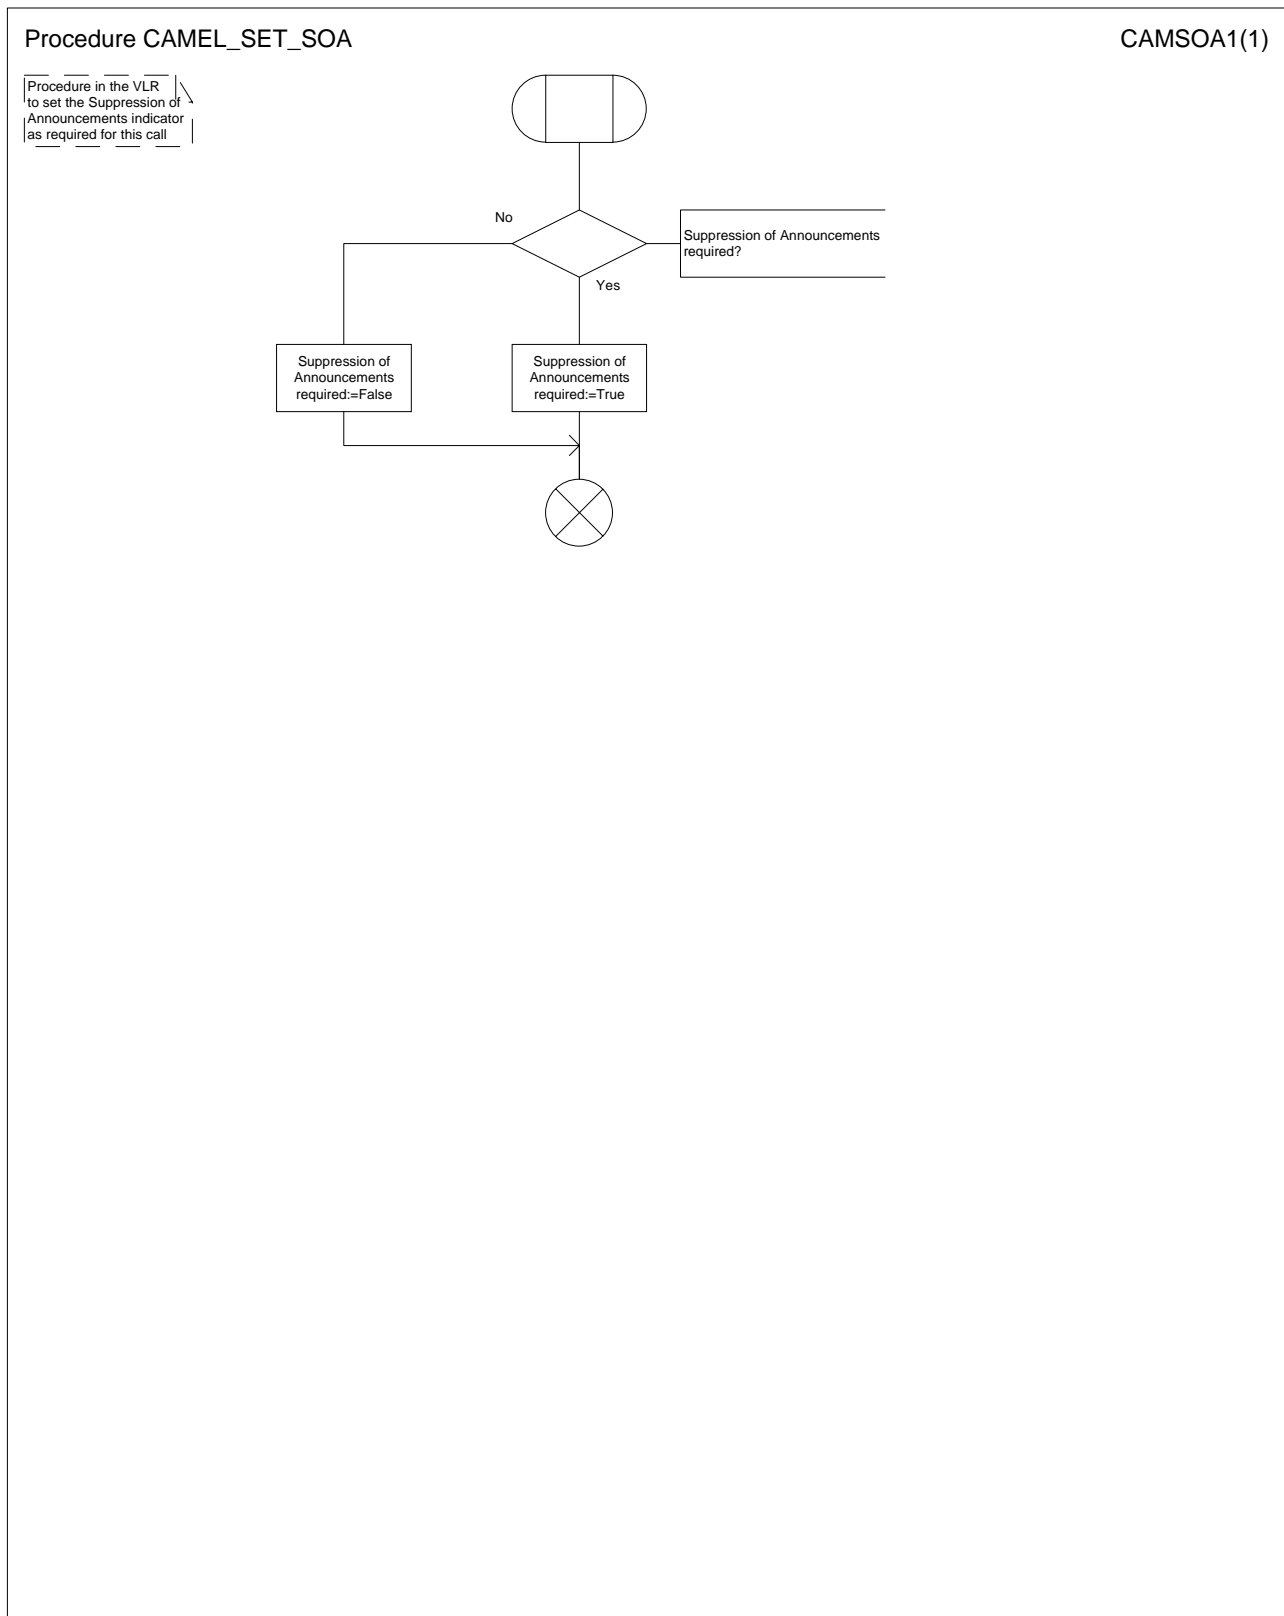 Procedure CAMEL_SET_SOA
CAMSOA1(1)
Procedure in the VLR
to set the Suppression of
Announcements indicator
as required for this call
No
Suppression of Announcements
required?
Yes
Suppression of
Announcements
required:=False
Suppression of
Announcements
required:=True